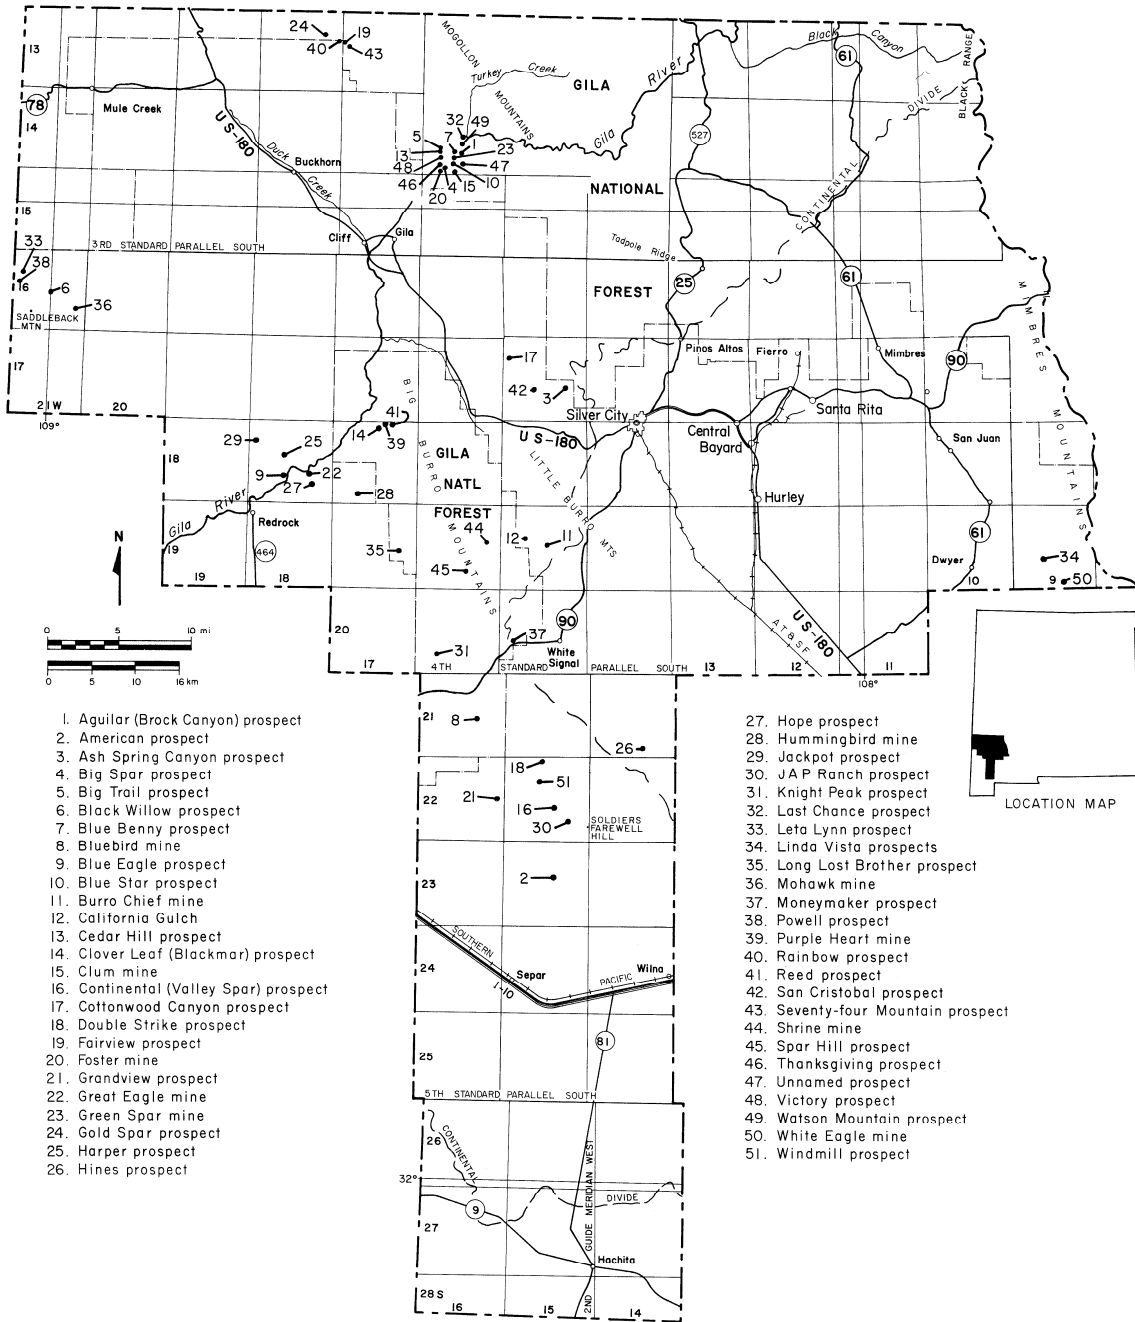 24
19
40
43
13
MOGOLLON
MOUNTAINS
Turkey Creek
GILA
River
Black Canyon
61
BLACK RANGE
DIVIDE
78
Mule Creek
14
US-180
Duck
Creek
Buckhorn
32
49
5
7
1
13
23
48
47
46
4
15
10
20
Gila
527
NATIONAL
CONTINENTAL
15
Cliff
Gila
3RD STANDARD PARALLEL SOUTH
Tadpole Ridge
33
38
16
6
36
SADDLEBACK
MTN
FOREST
25
61
MIMBRES
MOUNTAINS
17
Pinos Altos
Fierro
Mimbres
90
17
42
3
21W
20
109°
BIG
BURRO
MOUNTAINS
41
14
39
Silver City
US-180
Central
Bayard
Santa Rita
San Juan
29
25
18
GILA
NATL
FOREST
LITTLE BURRO
MTS
9
22
27
28
Gila River
Redrock
Hurley
44
12
11
N
19
464
35
45
61
Dwyer
34
9
50
19
18
10
0 5 10 mi
0 5 10 16 km
20
90
37
31
White
Signal
AT&SF
US-180
17
4TH STANDARD PARALLEL SOUTH
13
12
11
108°
21
8
26
18
51
22
21
16
30
SOLDIERS
FAREWELL
HILL
LOCATION MAP
23
2
SOUTHERN
PACIFIC
24
Separ
I-10
Wilna
25
81
5TH STANDARD PARALLEL SOUTH
26
CONTINENTAL
DIVIDE
2ND GUIDE MERIDIAN WEST
32°
9
27
Hachita
28S
16
15
14
1. Aguilar (Brock Canyon) prospect
2. American prospect
3. Ash Spring Canyon prospect
4. Big Spar prospect
5. Big Trail prospect
6. Black Willow prospect
7. Blue Benny prospect
8. Bluebird mine
9. Blue Eagle prospect
10. Blue Star prospect
11. Burro Chief mine
12. California Gulch
13. Cedar Hill prospect
14. Clover Leaf (Blackmar) prospect
15. Clum mine
16. Continental (Valley Spar) prospect
17. Cottonwood Canyon prospect
18. Double Strike prospect
19. Fairview prospect
20. Foster mine
21. Grandview prospect
22. Great Eagle mine
23. Green Spar mine
24. Gold Spar prospect
25. Harper prospect
26. Hines prospect
27. Hope prospect
28. Hummingbird mine
29. Jackpot prospect
30. JAP Ranch prospect
31. Knight Peak prospect
32. Last Chance prospect
33. Leta Lynn prospect
34. Linda Vista prospects
35. Long Lost Brother prospect
36. Mohawk mine
37. Moneymaker prospect
38. Powell prospect
39. Purple Heart mine
40. Rainbow prospect
41. Reed prospect
42. San Cristobal prospect
43. Seventy-four Mountain prospect
44. Shrine mine
45. Spar Hill prospect
46. Thanksgiving prospect
47. Unnamed prospect
48. Victory prospect
49. Watson Mountain prospect
50. White Eagle mine
51. Windmill prospect